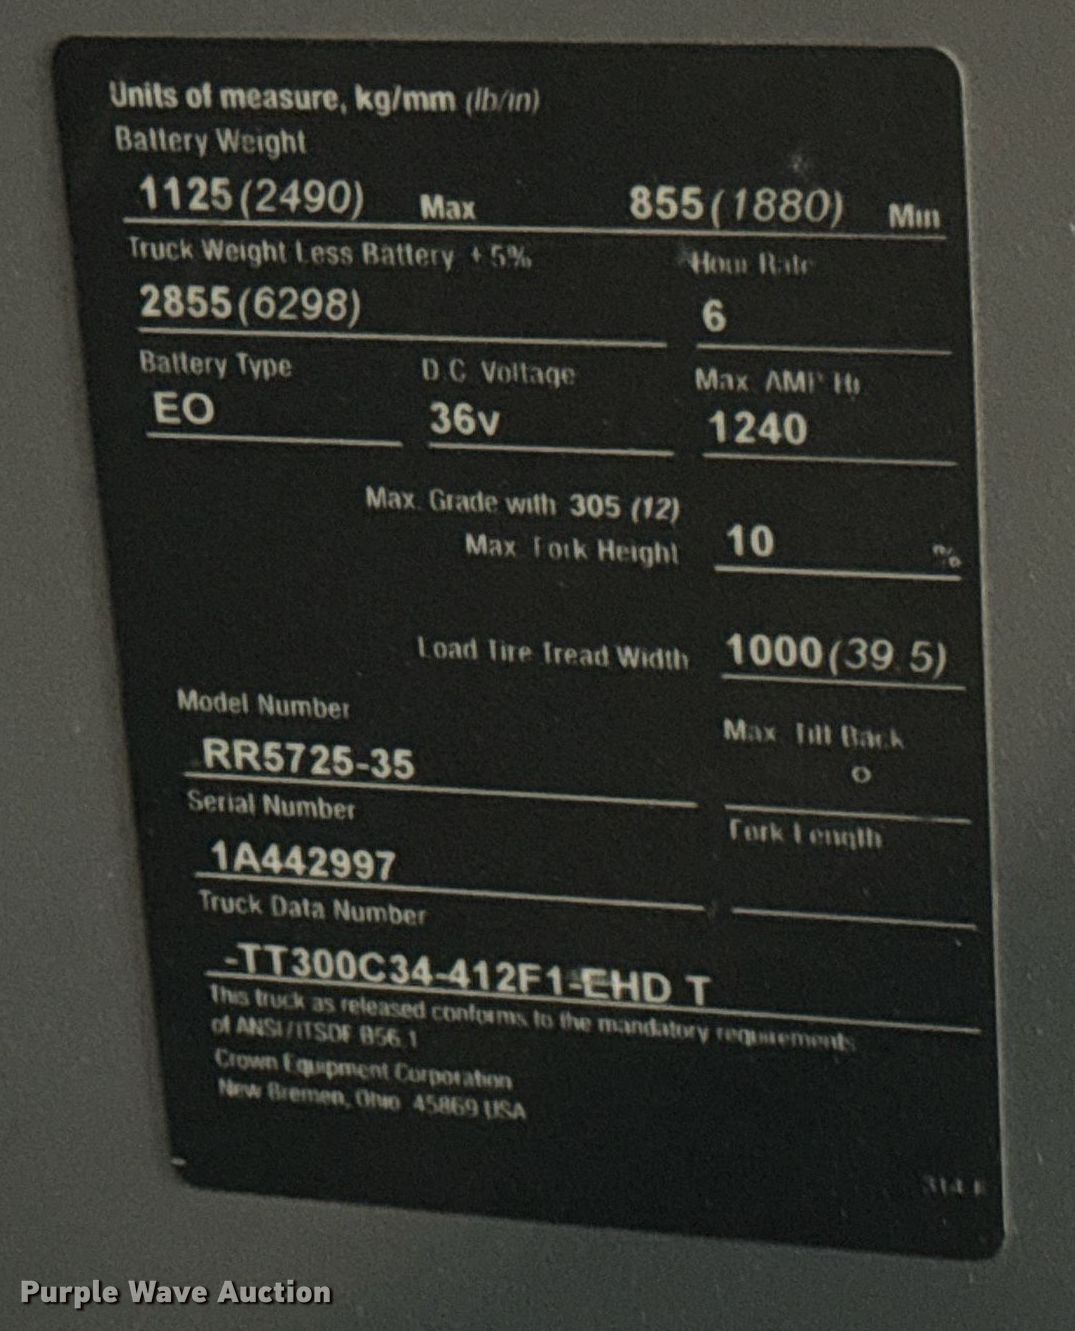 Units of measure, kg/mm (lb/in)
Battery Weight
1125(2490) Max 855(1880) Min
Truck Weight Less Battery ± 5% Hour Rate
2855(6298) 6
Battery Type D.C. Voltage Max. AMP Hr.
EO 36v 1240
Max. Grade with 305 (12)
Max. Fork Height 10 %
Load Tire Tread Width 1000(39.5)
Model Number Max. Tilt Back
RR5725-35 o
Serial Number Fork Length
1A442997
Truck Data Number
-TT300C34-412F1-EHD T
This truck as released conforms to the mandatory requirements
of ANSI/ITSDF B56.1
Crown Equipment Corporation
New Bremen, Ohio 45869 USA
Purple Wave Auction